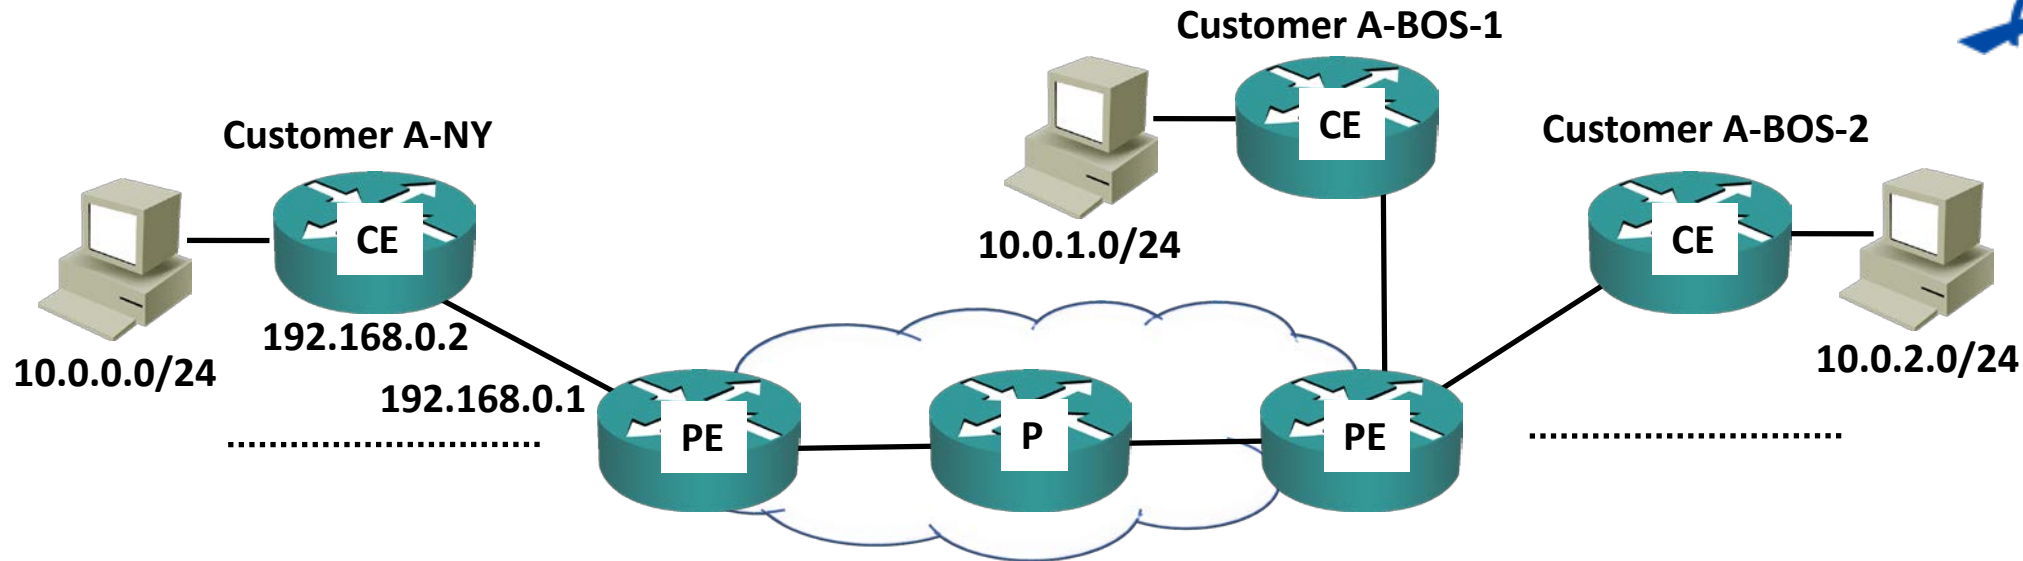 Customer A-BOS-1
Customer A-NY
CE
Customer A-BOS-2
CE
10.0.1.0/24
CE
192.168.0.2
10.0.0.0/24
10.0.2.0/24
192.168.0.1
PE
P
PE